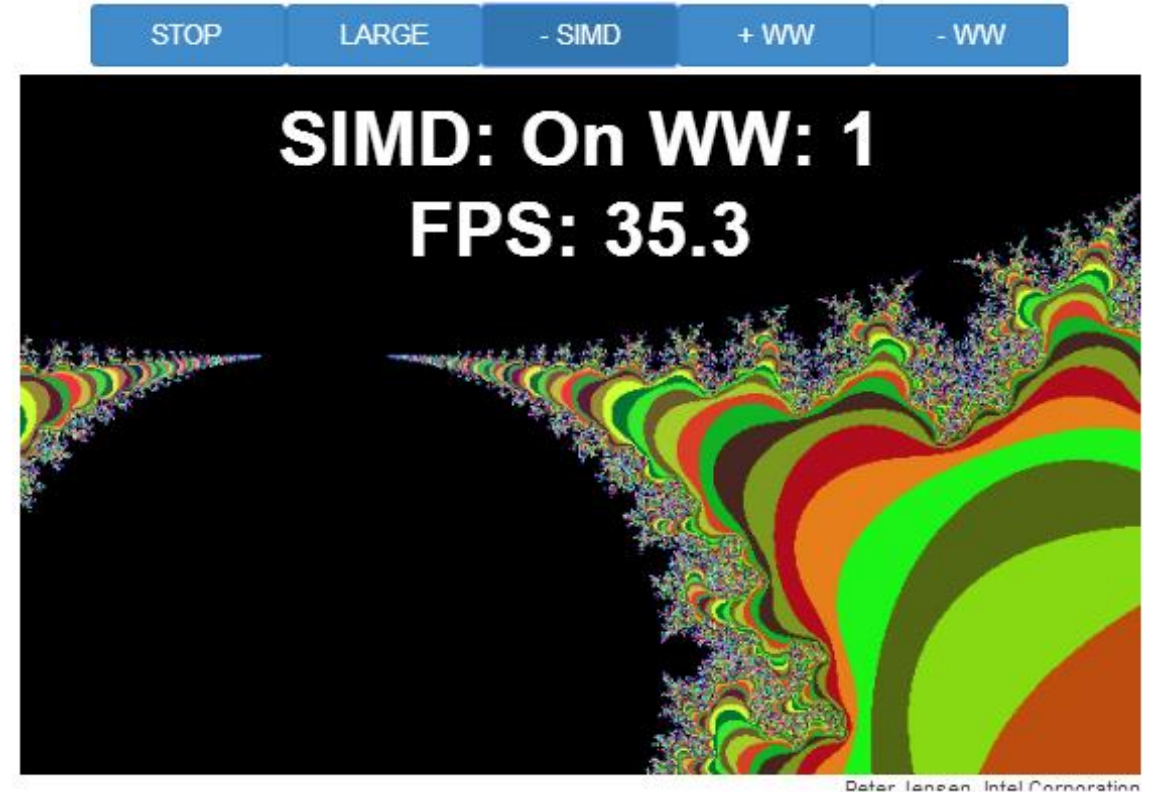 STOP LARGE - SIMD + WW - WW
SIMD: On WW: 1
FPS: 35.3
Peter Jensen, Intel Corporation